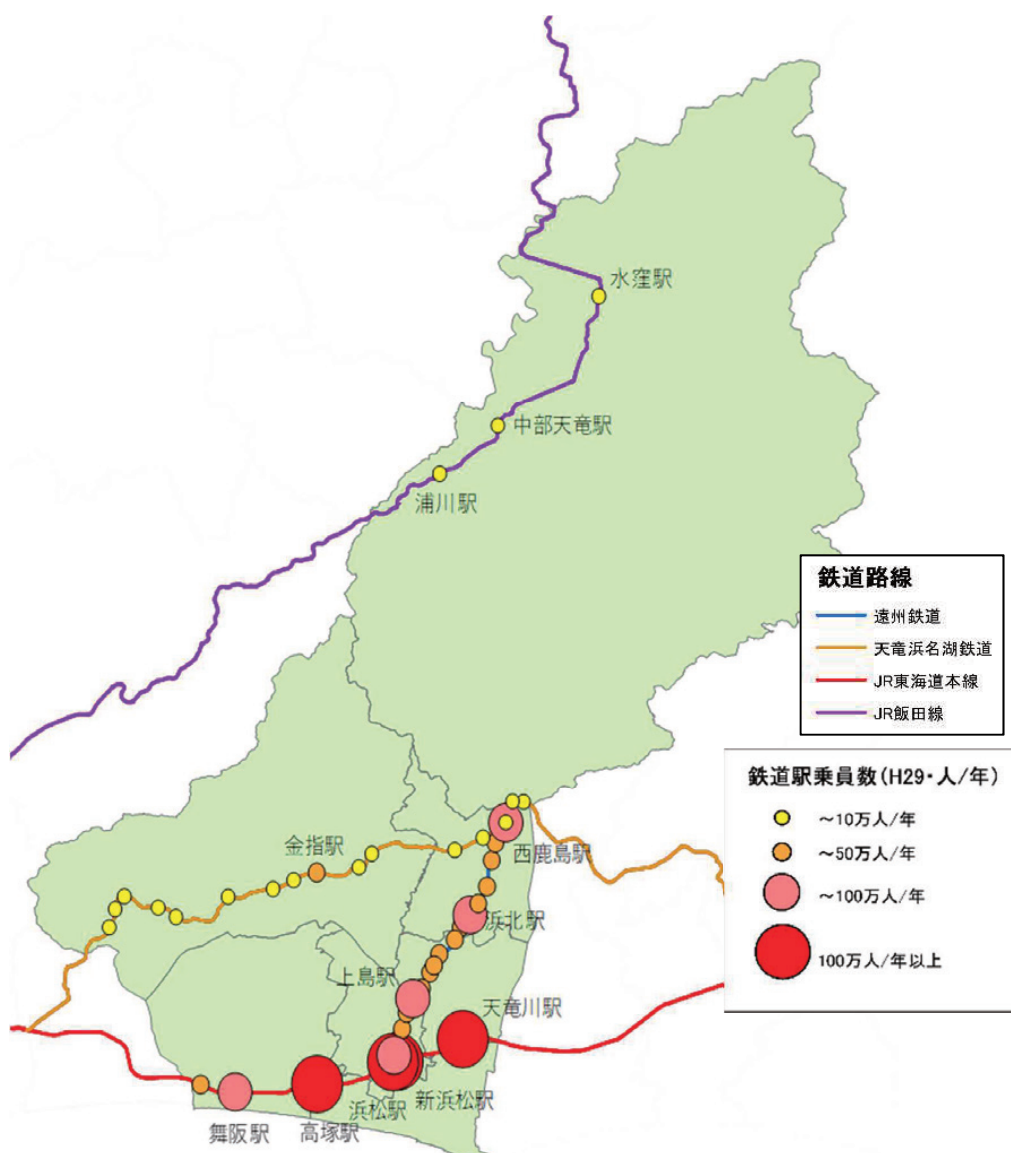 水窪駅
中部天竜駅
浦川駅
鉄道路線
遠州鉄道
天竜浜名湖鉄道
JR東海道本線
JR飯田線
鉄道駅乗員数(H29・人/年)
～10万人/年
～50万人/年
～100万人/年
100万人/年以上
金指駅
西鹿島駅
浜北駅
上島駅
天竜川駅
新浜松駅
浜松駅
高塚駅
舞阪駅